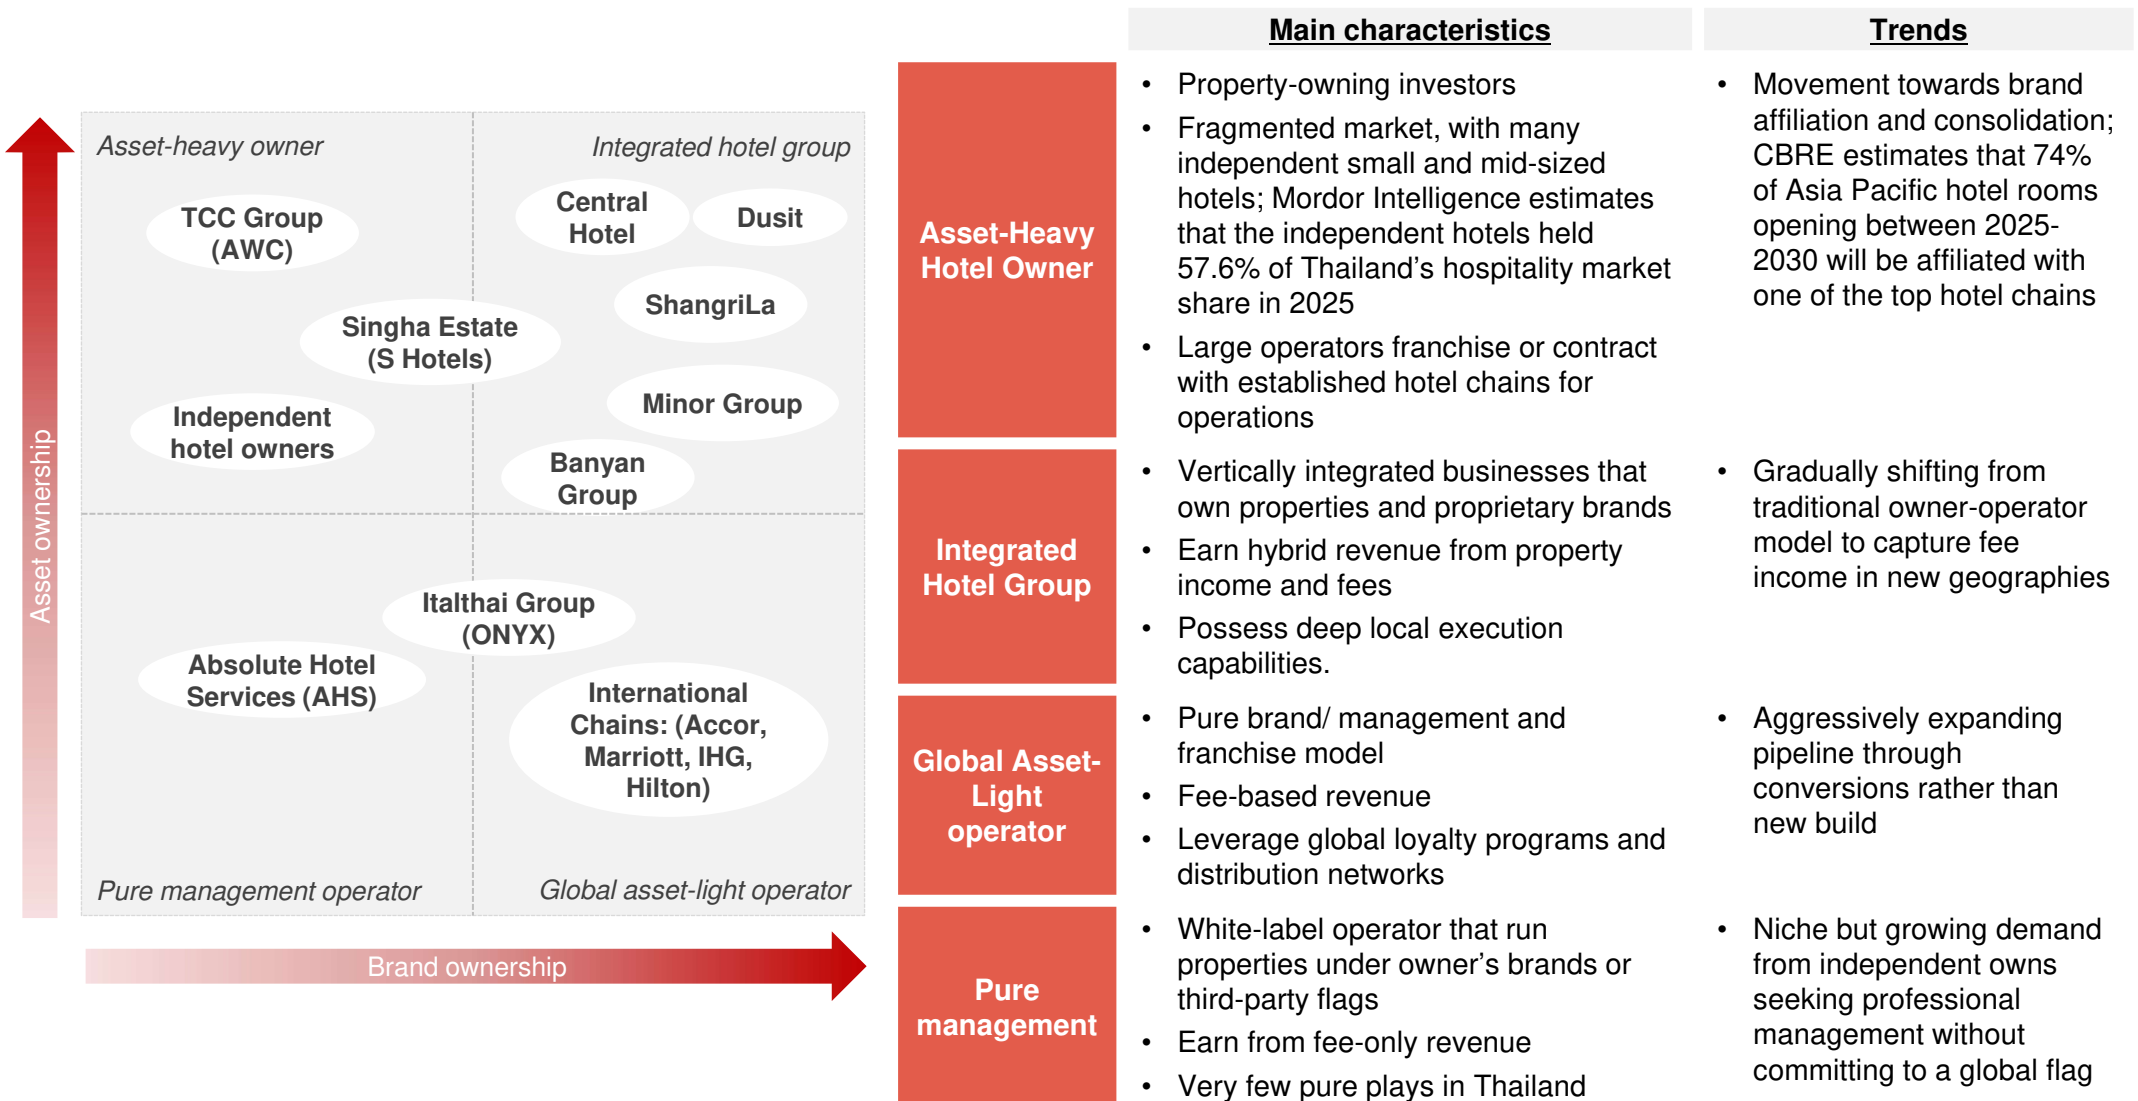 Main characteristics
Trends
Asset ownership
Asset-heavy owner
Integrated hotel group
TCC Group
(AWC)
Central
Hotel
Dusit
ShangriLa
Singha Estate
(S Hotels)
Minor Group
Independent
hotel owners
Banyan
Group
Italthai Group
(ONYX)
Absolute Hotel
Services (AHS)
International
Chains: (Accor,
Marriott, IHG,
Hilton)
Pure management operator
Global asset-light operator
Brand ownership
Asset-Heavy
Hotel Owner
• Property-owning investors
• Fragmented market, with many
independent small and mid-sized
hotels; Mordor Intelligence estimates
that the independent hotels held
57.6% of Thailand’s hospitality market
share in 2025
• Large operators franchise or contract
with established hotel chains for
operations
• Movement towards brand
affiliation and consolidation;
CBRE estimates that 74%
of Asia Pacific hotel rooms
opening between 2025-
2030 will be affiliated with
one of the top hotel chains
Integrated
Hotel Group
• Vertically integrated businesses that
own properties and proprietary brands
• Earn hybrid revenue from property
income and fees
• Possess deep local execution
capabilities.
• Gradually shifting from
traditional owner-operator
model to capture fee
income in new geographies
Global Asset-
Light
operator
• Pure brand/ management and
franchise model
• Fee-based revenue
• Leverage global loyalty programs and
distribution networks
• Aggressively expanding
pipeline through
conversions rather than
new build
Pure
management
• White-label operator that run
properties under owner’s brands or
third-party flags
• Earn from fee-only revenue
• Very few pure plays in Thailand
• Niche but growing demand
from independent owns
seeking professional
management without
committing to a global flag